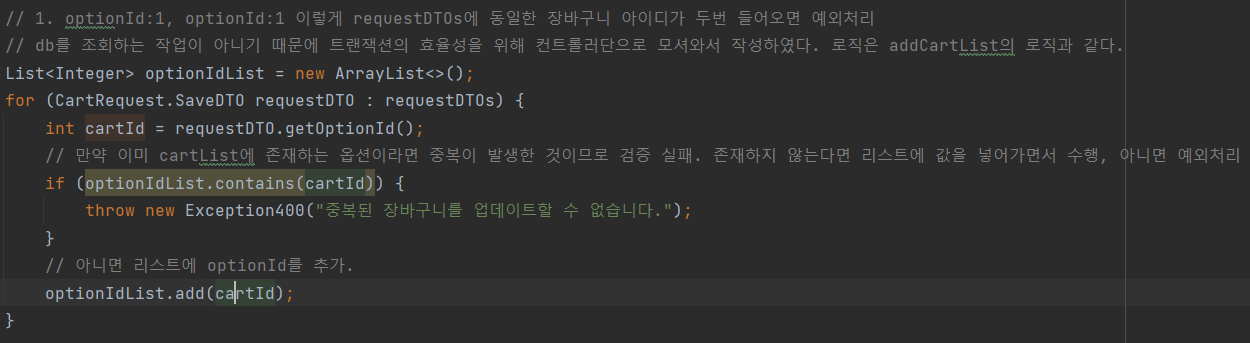 // 1. optionId:1, optionId:1 이렇게 requestDTOs에 동일한 장바구니 아이디가 두번 들어오면 예외처리
// db를 조회하는 작업이 아니기 때문에 트랜잭션의 효율성을 위해 컨트롤러단으로 모셔와서 작성하였다. 로직은 addCartList의 로직과 같다.
List<Integer> optionIdList = new ArrayList<>();
for (CartRequest.SaveDTO requestDTO : requestDTOs) {
    int cartId = requestDTO.getOptionId();
    // 만약 이미 cartList에 존재하는 옵션이라면 중복이 발생한 것이므로 검증 실패. 존재하지 않는다면 리스트에 값을 넣어가면서 수행, 아니면 예외처리
    if (optionIdList.contains(cartId)) {
        throw new Exception400("중복된 장바구니를 업데이트할 수 없습니다.");
    }
    // 아니면 리스트에 optionId를 추가.
    optionIdList.add(cartId);
}